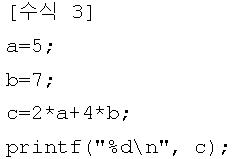 [수식 3]
a=5;
b=7;
c=2*a+4*b;
printf("%d\n", c);